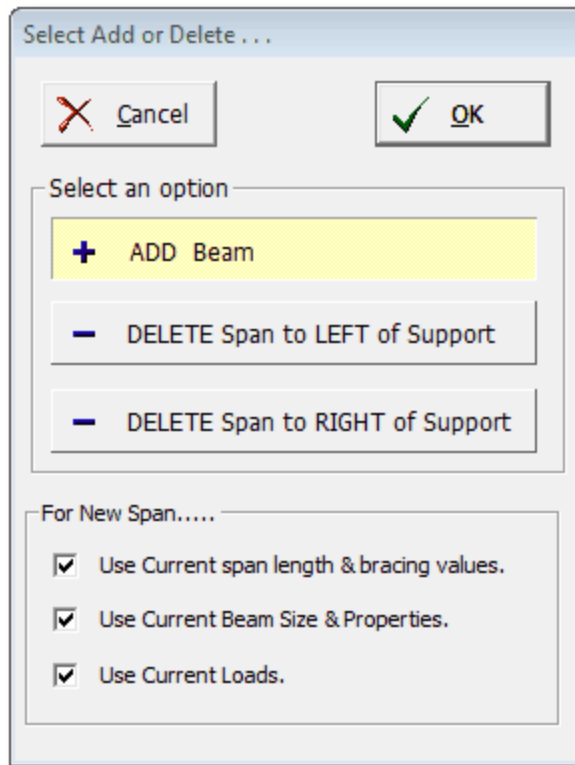 Select Add or Delete . . .
Cancel
OK
Select an option
+ ADD Beam
− DELETE Span to LEFT of Support
− DELETE Span to RIGHT of Support
For New Span.....
Use Current span length & bracing values.
Use Current Beam Size & Properties.
Use Current Loads.